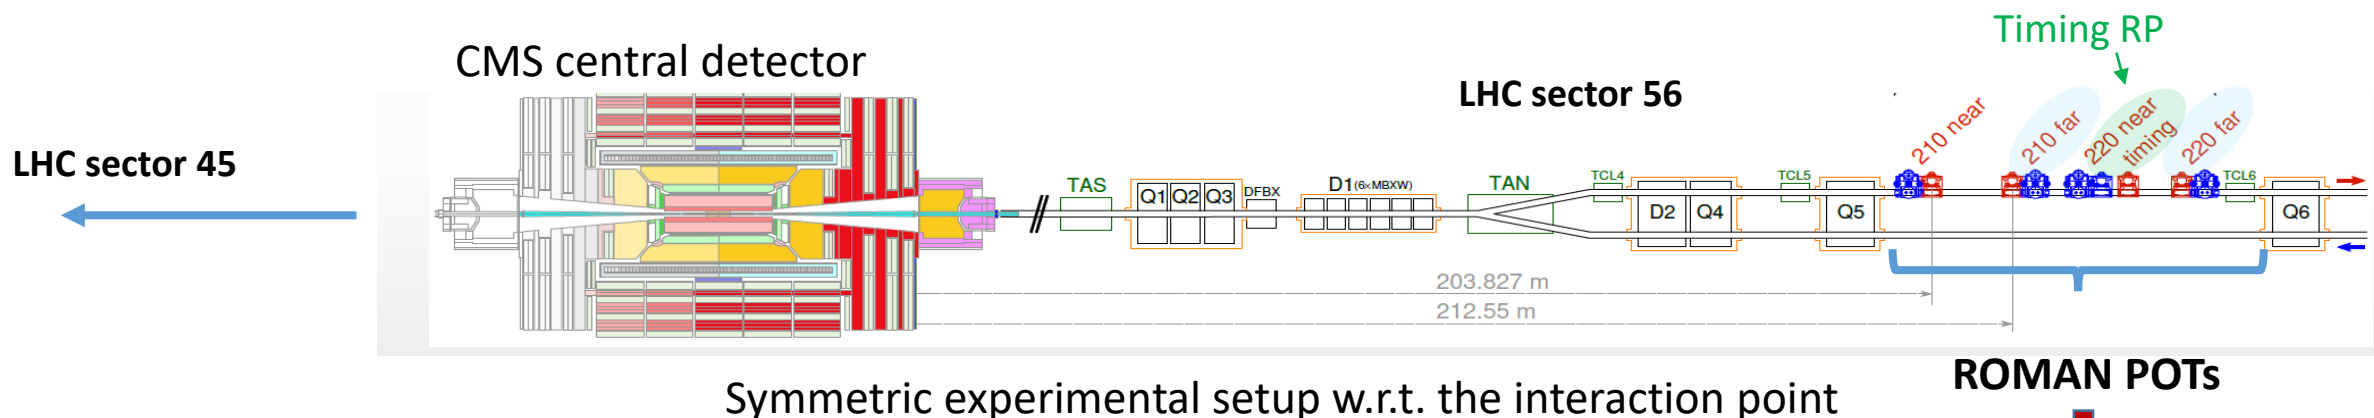 Timing RP
CMS central detector
LHC sector 56
LHC sector 45
210 near
210 far
220 near
timing
220 far
TAS
Q1 Q2 Q3
DFBX
D1(6xMBXW)
TAN
TCL4
D2 Q4
TCL5
Q5
TCL6
Q6
203.827 m
212.55 m
ROMAN POTs
Symmetric experimental setup w.r.t. the interaction point